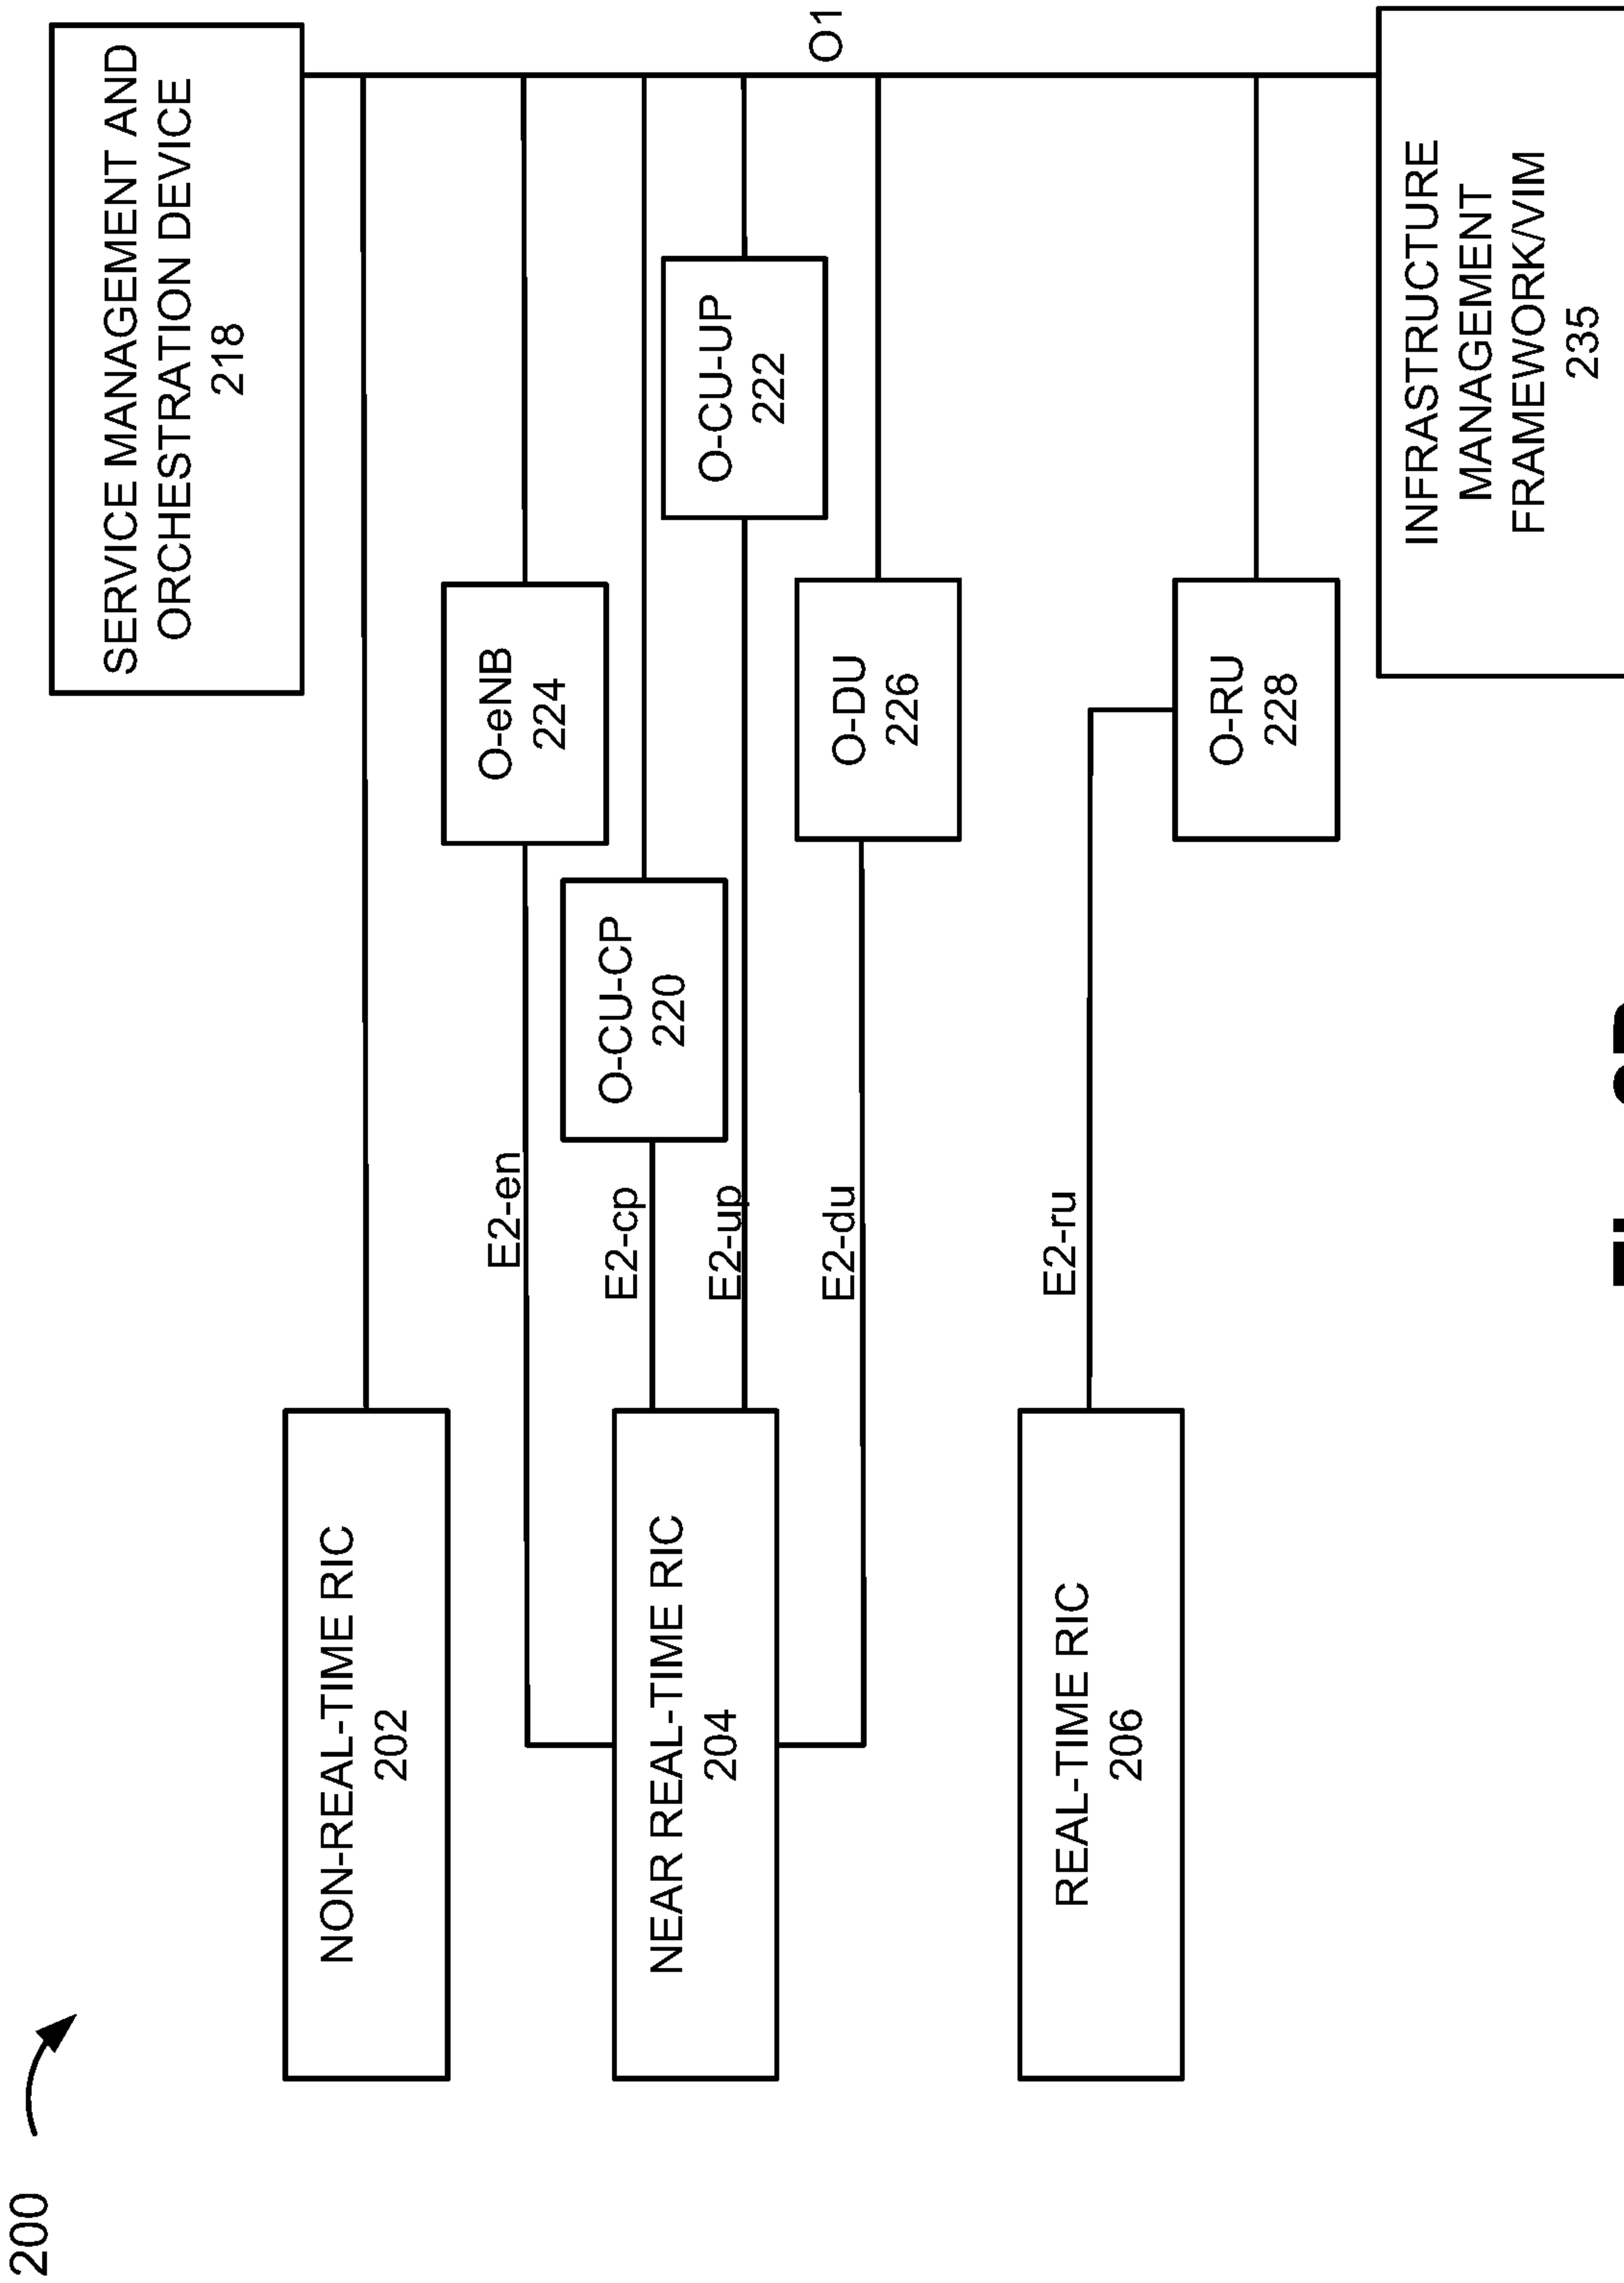 200
SERVICE MANAGEMENT AND
ORCHESTRATION DEVICE
218
NON-REAL-TIME RIC
202
E2-en
O-eNB
224
NEAR REAL-TIME RIC
204
E2-cp
O-CU-CP
220
E2-up
O-CU-UP
222
O1
E2-du
O-DU
226
REAL-TIME RIC
206
E2-ru
O-RU
228
INFRASTRUCTURE
MANAGEMENT
FRAMEWORK/VIM
235